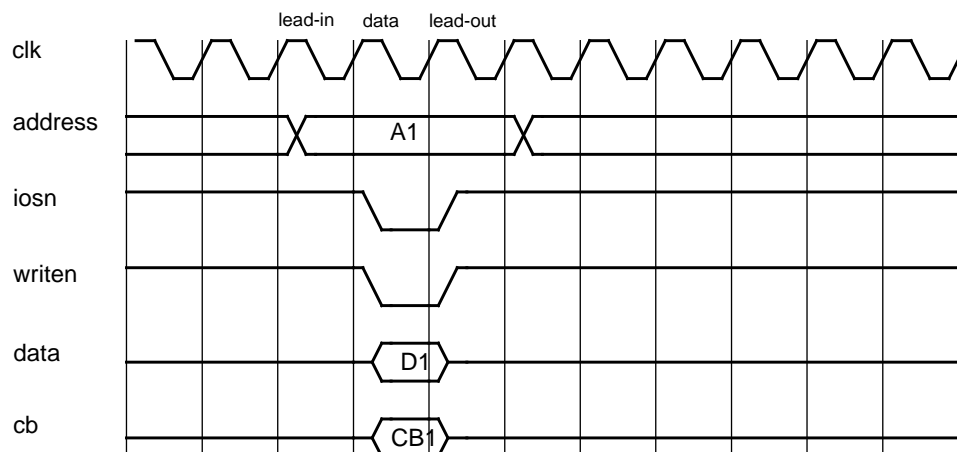 lead-in data lead-out
clk
address A1
iosn
writen
data D1
cb CB1